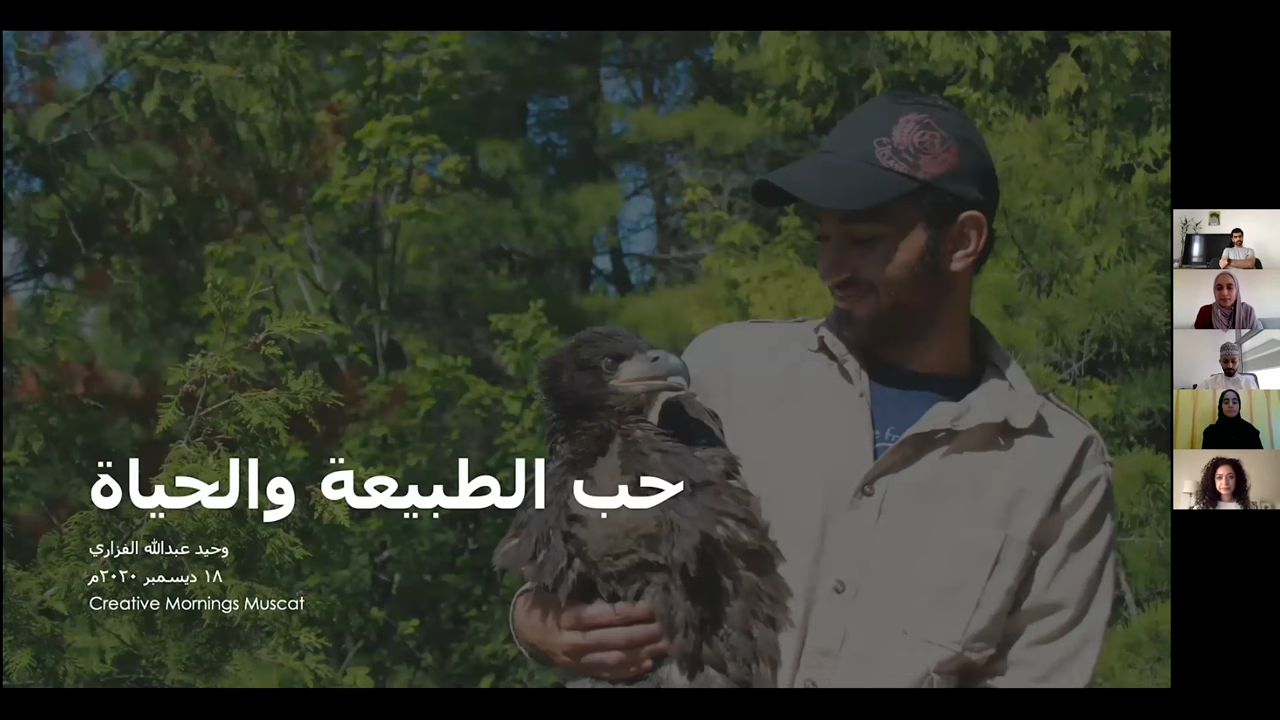 حب الطبيعة والحياة
وحيد عبدالله الفزاري
١٨ ديسمبر ٢٠٢٠م
Creative Mornings Muscat